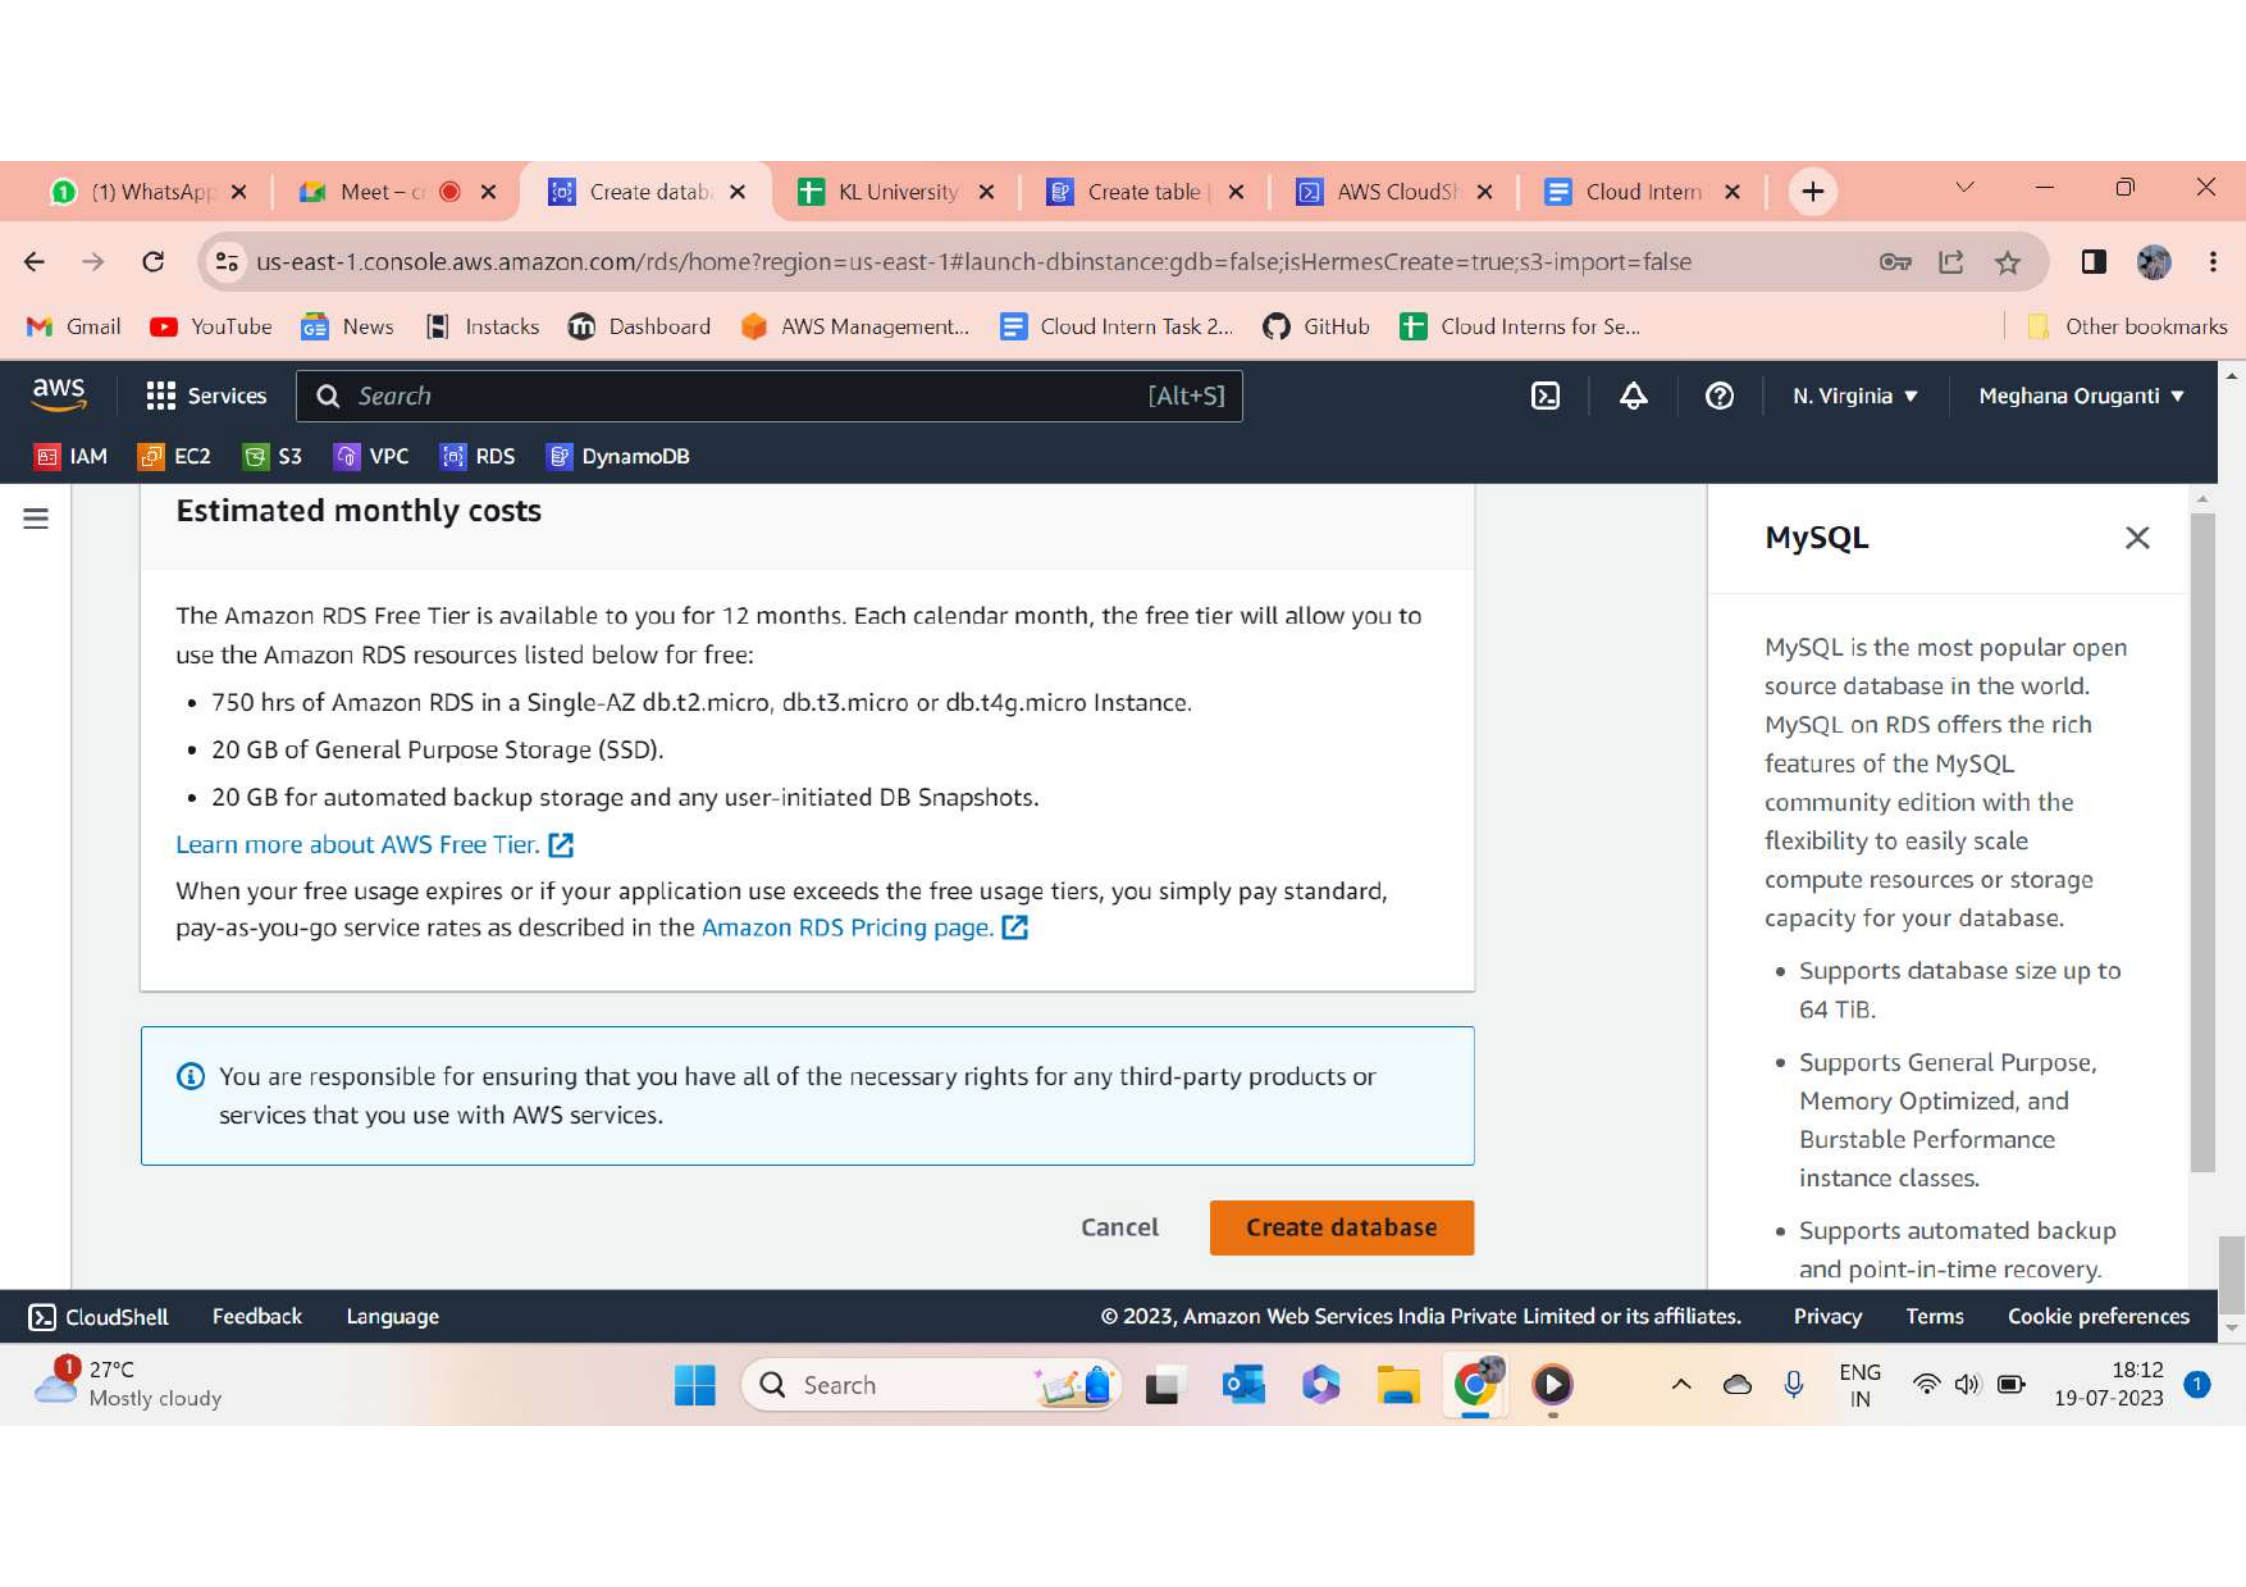 1 (1) WhatsApp
Meet – cr
Create datab
KL University
Create table |
AWS CloudSh
Cloud Intern
us-east-1.console.aws.amazon.com/rds/home?region=us-east-1#launch-dbinstance:gdb=false;isHermesCreate=true;s3-import=false
Gmail YouTube GE News Instacks Dashboard AWS Management... Cloud Intern Task 2... GitHub Cloud Interns for Se... Other bookmarks
aws Services Search [Alt+S] N. Virginia ▼ Meghana Oruganti ▼
IAM EC2 S3 VPC RDS DynamoDB
Estimated monthly costs
The Amazon RDS Free Tier is available to you for 12 months. Each calendar month, the free tier will allow you to
use the Amazon RDS resources listed below for free:
• 750 hrs of Amazon RDS in a Single-AZ db.t2.micro, db.t3.micro or db.t4g.micro Instance.
• 20 GB of General Purpose Storage (SSD).
• 20 GB for automated backup storage and any user-initiated DB Snapshots.
Learn more about AWS Free Tier.
When your free usage expires or if your application use exceeds the free usage tiers, you simply pay standard,
pay-as-you-go service rates as described in the Amazon RDS Pricing page.
You are responsible for ensuring that you have all of the necessary rights for any third-party products or
services that you use with AWS services.
Cancel Create database
MySQL
MySQL is the most popular open
source database in the world.
MySQL on RDS offers the rich
features of the MySQL
community edition with the
flexibility to easily scale
compute resources or storage
capacity for your database.
• Supports database size up to
64 TiB.
• Supports General Purpose,
Memory Optimized, and
Burstable Performance
instance classes.
• Supports automated backup
and point-in-time recovery.
CloudShell Feedback Language © 2023, Amazon Web Services India Private Limited or its affiliates. Privacy Terms Cookie preferences
1 27°C
Mostly cloudy
Search
ENG
IN
18:12
19-07-2023
1